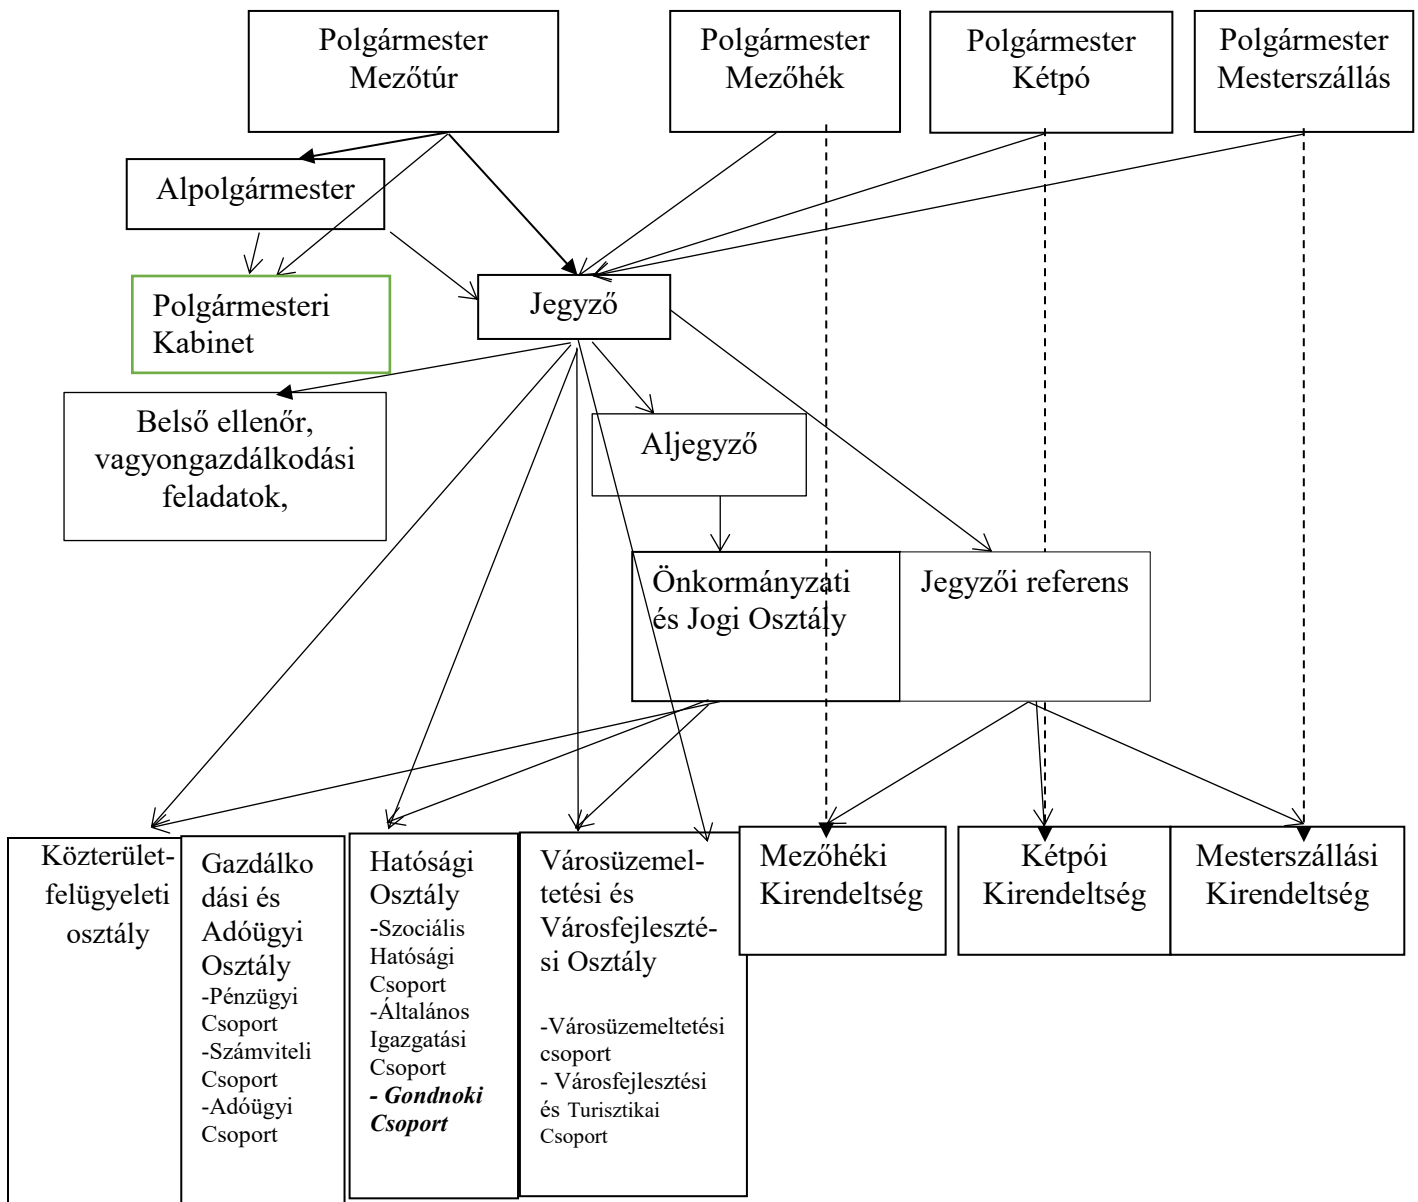 Polgármester
Mezőtúr
Polgármester
Mezőhék
Polgármester
Kétpó
Polgármester
Mesterszállás
Alpolgármester
Polgármesteri
Kabinet
Jegyző
Belső ellenőr,
vagyongazdálkodási
feladatok,
Aljegyző
Önkormányzati
és Jogi Osztály
Jegyzői referens
Közterület-
felügyeleti
osztály
Gazdálko
dási és
Adóügyi
Osztály
-Pénzügyi
Csoport
-Számviteli
Csoport
-Adóügyi
Csoport
Hatósági
Osztály
-Szociális
Hatósági
Csoport
-Általános
Igazgatási
Csoport
- Gondnoki
Csoport
Városüzemel-
tetési és
Városfejleszté-
si Osztály
-Városüzemeltetési
csoport
- Városfejlesztési
és Turisztikai
Csoport
Mezőhéki
Kirendeltség
Kétpói
Kirendeltség
Mesterszállási
Kirendeltség